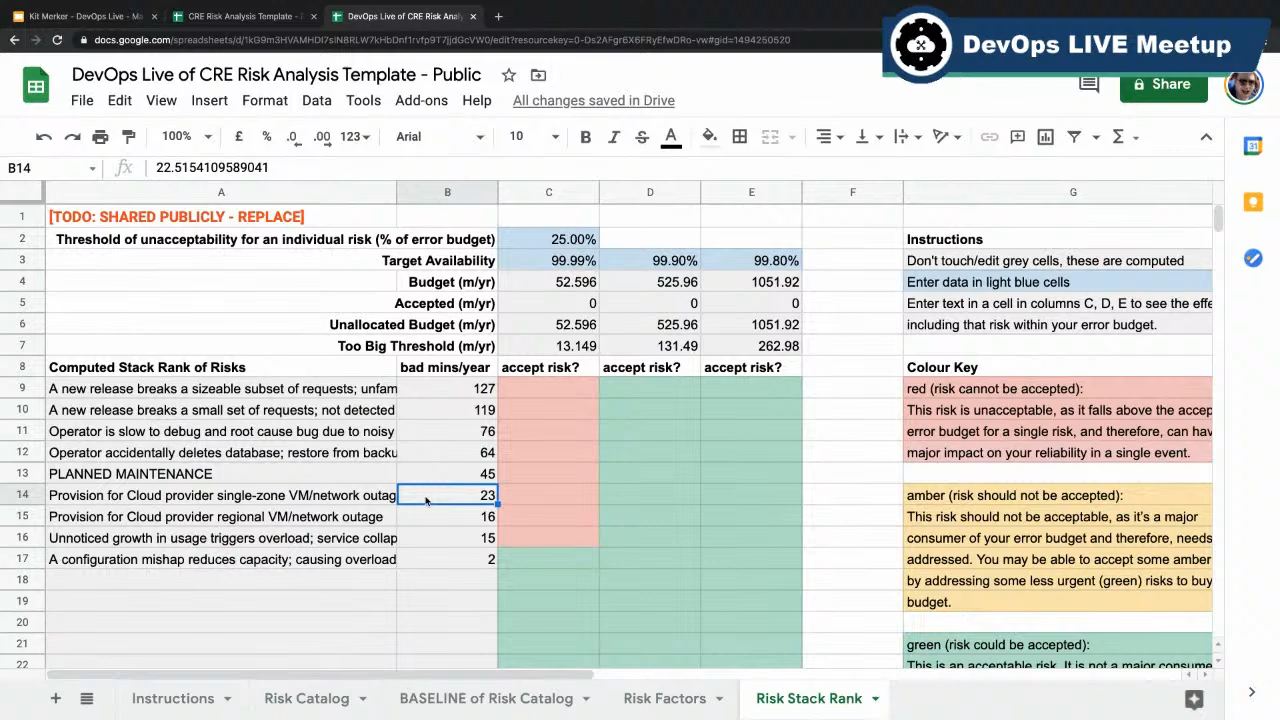 Kit Merker - DevOps Live - Ma
CRE Risk Analysis Template -
DevOps Live of CRE Risk Anal
docs.google.com/spreadsheets/d/1kG9m3HVAMHDI7sIN8RLW7kHbDnf1rvfp9T7jjdGcVW0/edit?resourcekey=0-Ds2AFgr6X6FRyEfwDRo-vw#gid=1494250520
DevOps LIVE Meetup
DevOps Live of CRE Risk Analysis Template - Public
File Edit View Insert Format Data Tools Add-ons Help All changes saved in Drive
Share
100% £ % .0 .00 123 Arial 10 B I S A Σ
B14 fx 22.5154109589041
A B C D E F G
1 [TODO: SHARED PUBLICLY - REPLACE]
2 Threshold of unacceptability for an individual risk (% of error budget) 25.00% Instructions
3 Target Availability 99.99% 99.90% 99.80% Don't touch/edit grey cells, these are computed
4 Budget (m/yr) 52.596 525.96 1051.92 Enter data in light blue cells
5 Accepted (m/yr) 0 0 0 Enter text in a cell in columns C, D, E to see the effe
6 Unallocated Budget (m/yr) 52.596 525.96 1051.92 including that risk within your error budget.
7 Too Big Threshold (m/yr) 13.149 131.49 262.98
8 Computed Stack Rank of Risks bad mins/year accept risk? accept risk? accept risk? Colour Key
9 A new release breaks a sizeable subset of requests; unfam 127 red (risk cannot be accepted):
10 A new release breaks a small set of requests; not detected 119 This risk is unacceptable, as it falls above the accep
11 Operator is slow to debug and root cause bug due to noisy 76 error budget for a single risk, and therefore, can hav
12 Operator accidentally deletes database; restore from backu 64 major impact on your reliability in a single event.
13 PLANNED MAINTENANCE 45
14 Provision for Cloud provider single-zone VM/network outag 23 amber (risk should not be accepted):
15 Provision for Cloud provider regional VM/network outage 16 This risk should not be acceptable, as it's a major
16 Unnoticed growth in usage triggers overload; service collap 15 consumer of your error budget and therefore, needs
17 A configuration mishap reduces capacity; causing overload 2 addressed. You may be able to accept some amber
18 by addressing some less urgent (green) risks to buy
19 budget.
20
21 green (risk could be accepted):
22 This is an acceptable risk. It is not a major consume
Instructions Risk Catalog BASELINE of Risk Catalog Risk Factors Risk Stack Rank